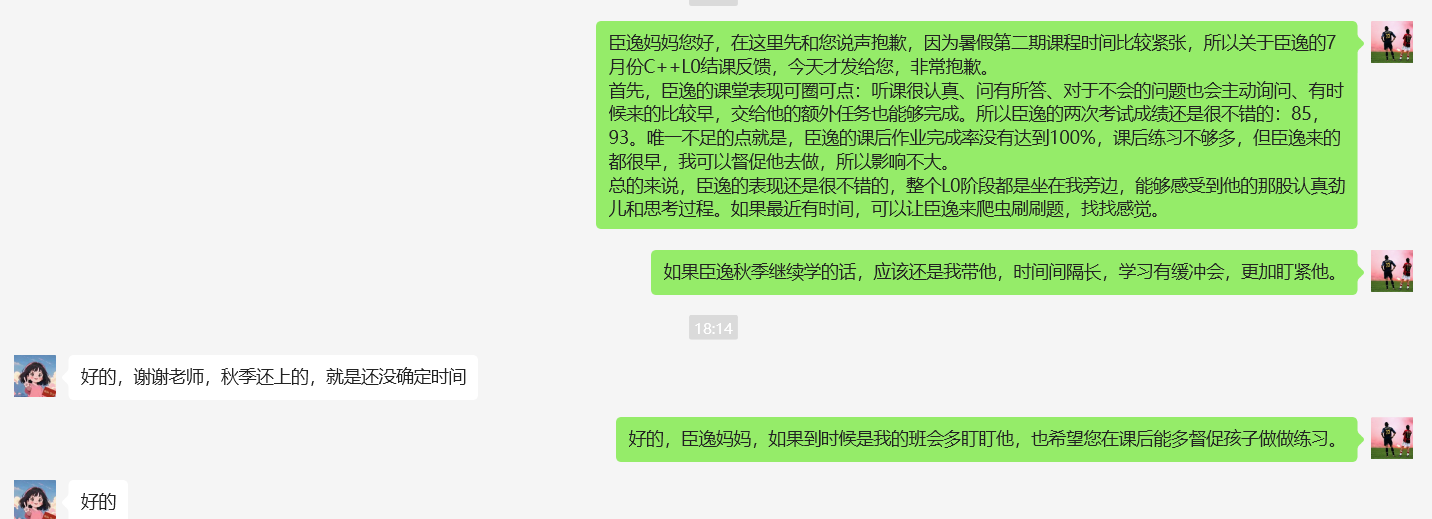 臣逸妈妈您好，在这里先和您说声抱歉，因为暑假第二期课程时间比较紧张，所以关于臣逸的7
月份C++L0结课反馈，今天才发给您，非常抱歉。
首先，臣逸的课堂表现可圈可点：听课很认真、问有所答、对于不会的问题也会主动询问、有时
候来的比较早，交给他的额外任务也能够完成。所以臣逸的两次考试成绩还是很不错的：85，
93。唯一不足的点就是，臣逸的课后作业完成率没有达到100%，课后练习不够多，但臣逸来的
都很早，我可以督促他去做，所以影响不大。
总的来说，臣逸的表现还是很不错的，整个L0阶段都是坐在我旁边，能够感受到他的那股认真劲
儿和思考过程。如果最近有时间，可以让臣逸来爬虫刷刷题，找找感觉。
如果臣逸秋季继续学的话，应该还是我带他，时间间隔长，学习有缓冲会，更加盯紧他。
18:14
好的，谢谢老师，秋季还上的，就是还没确定时间
好的，臣逸妈妈，如果到时候是我的班会多盯盯他，也希望您在课后能多督促孩子做做练习。
好的